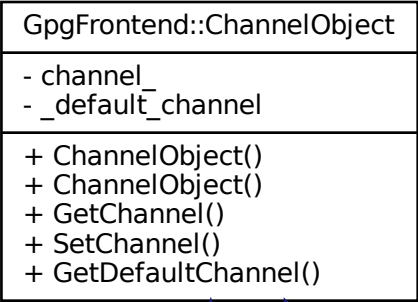 GpgFrontend::ChannelObject
- channel_
- _default_channel
+ ChannelObject()
+ ChannelObject()
+ GetChannel()
+ SetChannel()
+ GetDefaultChannel()